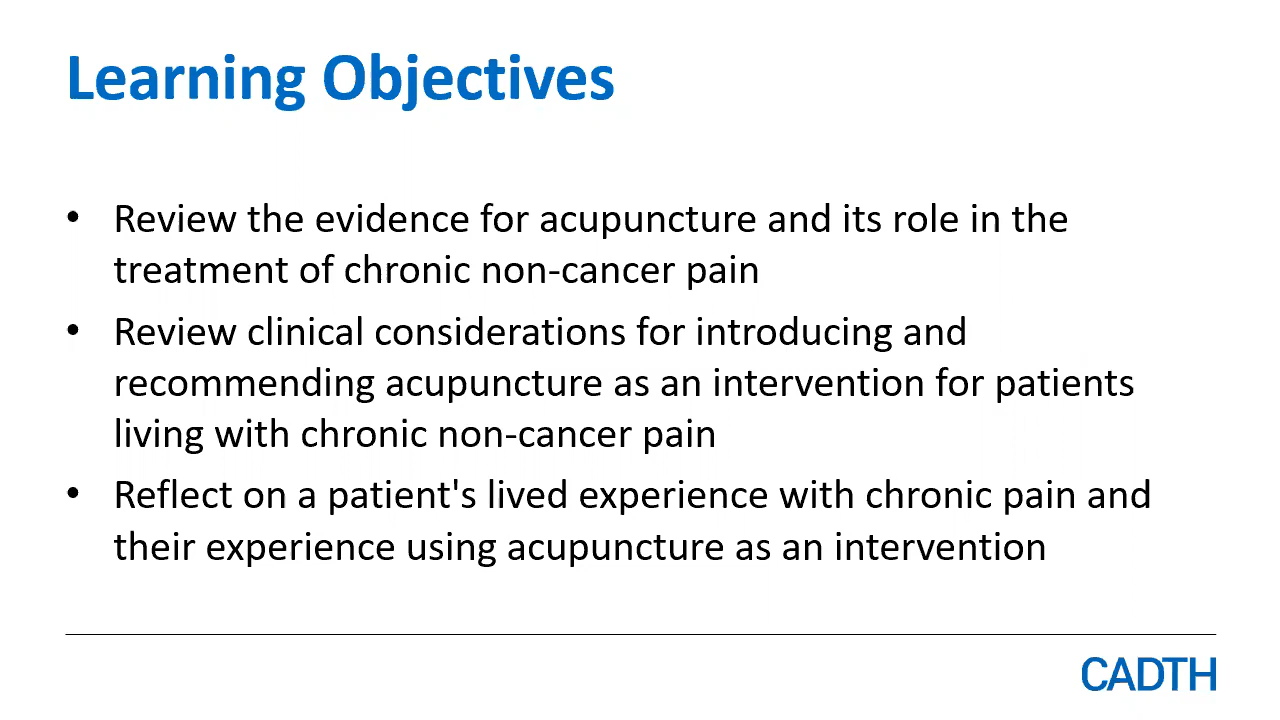 Learning Objectives
• Review the evidence for acupuncture and its role in the
treatment of chronic non-cancer pain
• Review clinical considerations for introducing and
recommending acupuncture as an intervention for patients
living with chronic non-cancer pain
• Reflect on a patient's lived experience with chronic pain and
their experience using acupuncture as an intervention
CADTH